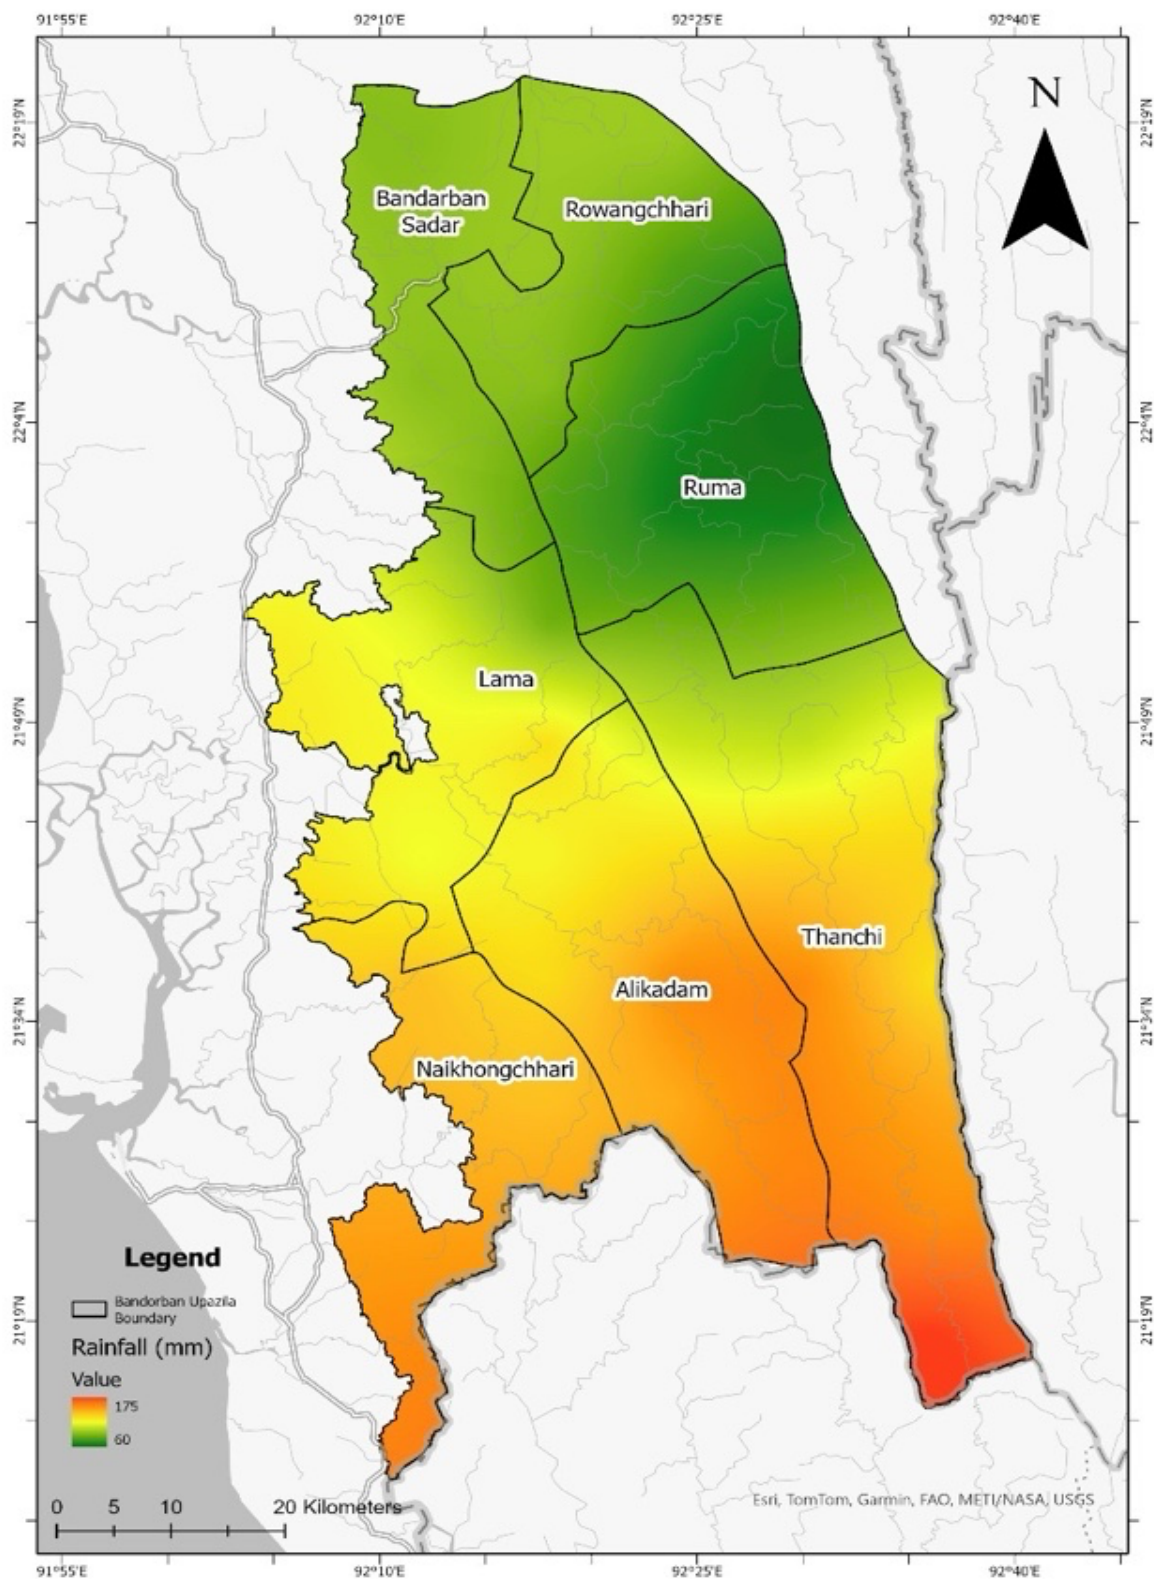 91°55'E 92°10'E 92°25'E 92°40'E
N
22°19'N 22°19'N
Bandarban
Sadar
Rowangchhari
22°4'N 22°4'N
Ruma
Lama
21°49'N 21°49'N
Thanchi
Alikadam
21°34'N 21°34'N
Naikhongchhari
Legend
Bandorban Upazila
Boundary
21°19'N 21°19'N
Rainfall (mm)
Value
175
60
0 5 10 20 Kilometers
Esri, TomTom, Garmin, FAO, METI/NASA, USGS
91°55'E 92°10'E 92°25'E 92°40'E